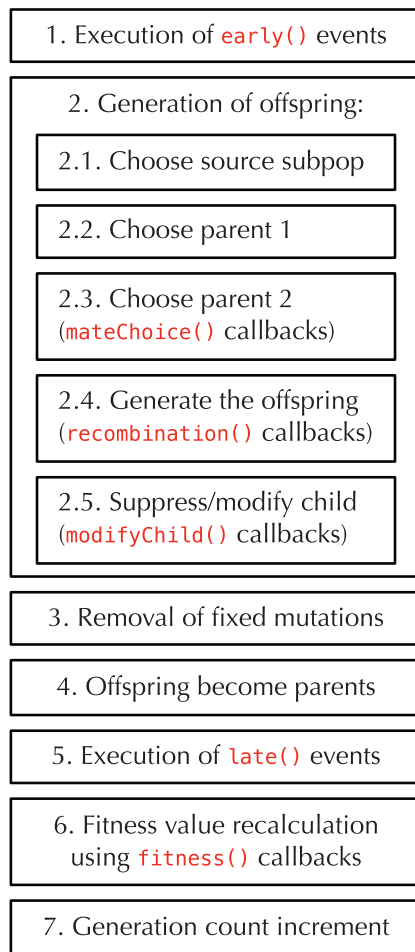 1. Execution of early() events
2. Generation of offspring:
2.1. Choose source subpop
2.2. Choose parent 1
2.3. Choose parent 2
(mateChoice() callbacks)
2.4. Generate the offspring
(recombination() callbacks)
2.5. Suppress/modify child
(modifyChild() callbacks)
3. Removal of fixed mutations
4. Offspring become parents
5. Execution of late() events
6. Fitness value recalculation
using fitness() callbacks
7. Generation count increment